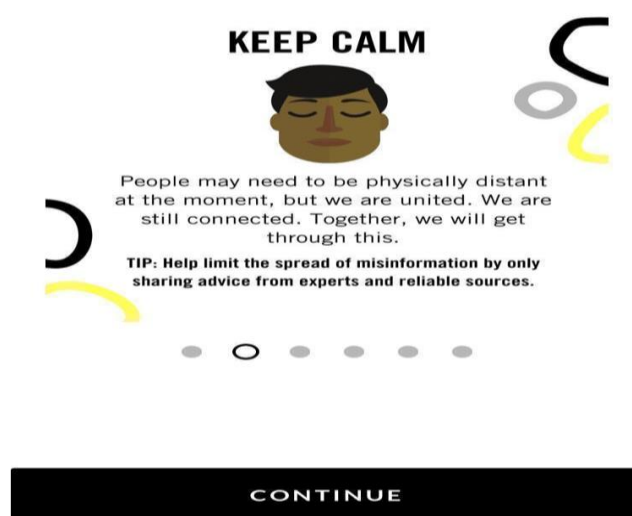 KEEP CALM
People may need to be physically distant
at the moment, but we are united. We are
still connected. Together, we will get
through this.
TIP: Help limit the spread of misinformation by only
sharing advice from experts and reliable sources.
CONTINUE